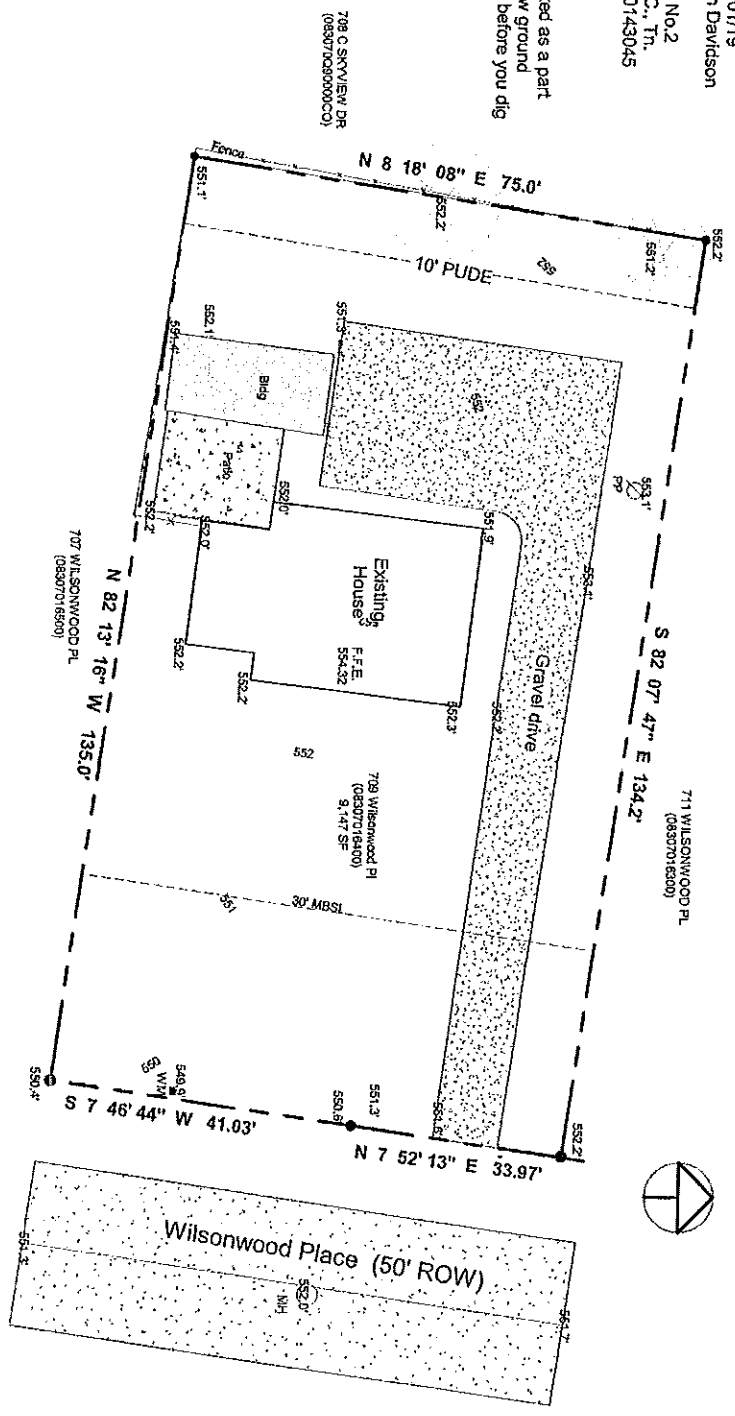 01/19
n Davidson
No.2
C., Tn.
0143045
ed as a part
w ground
before you dig
708 C SKYVIEW DR
(083070Q90000CO)
Fence
N 8 18' 08" E 75.0'
551.1'
552.2'
551.2'
552.2'
10' PUDE
552
551.3'
552.1'
551.4'
Bldg
Patio
552
553.1'
PP
S 82 07' 47" E 134.2'
711 WILSONWOOD PL
(08307016300)
553.1'
Gravel drive
552.2'
551.9'
552.0'
552.0'
552.2'
Existing
House
F.F.E.
554.32
552.2'
552.2'
552.3'
707 WILSONWOOD PL
(08307016500)
N 82 13' 16" W 135.0'
552
709 Wilsonwood Pl
(08307016400)
9,147 SF
551
30' MBSL
550
WM
549.9'
550.4'
S 7 46' 44" W 41.03'
550.6'
551.3'
551.6'
N 7 52' 13" E 33.97'
552.2'
Wilsonwood Place (50' ROW)
551.3'
552.0'
MH
551.7'